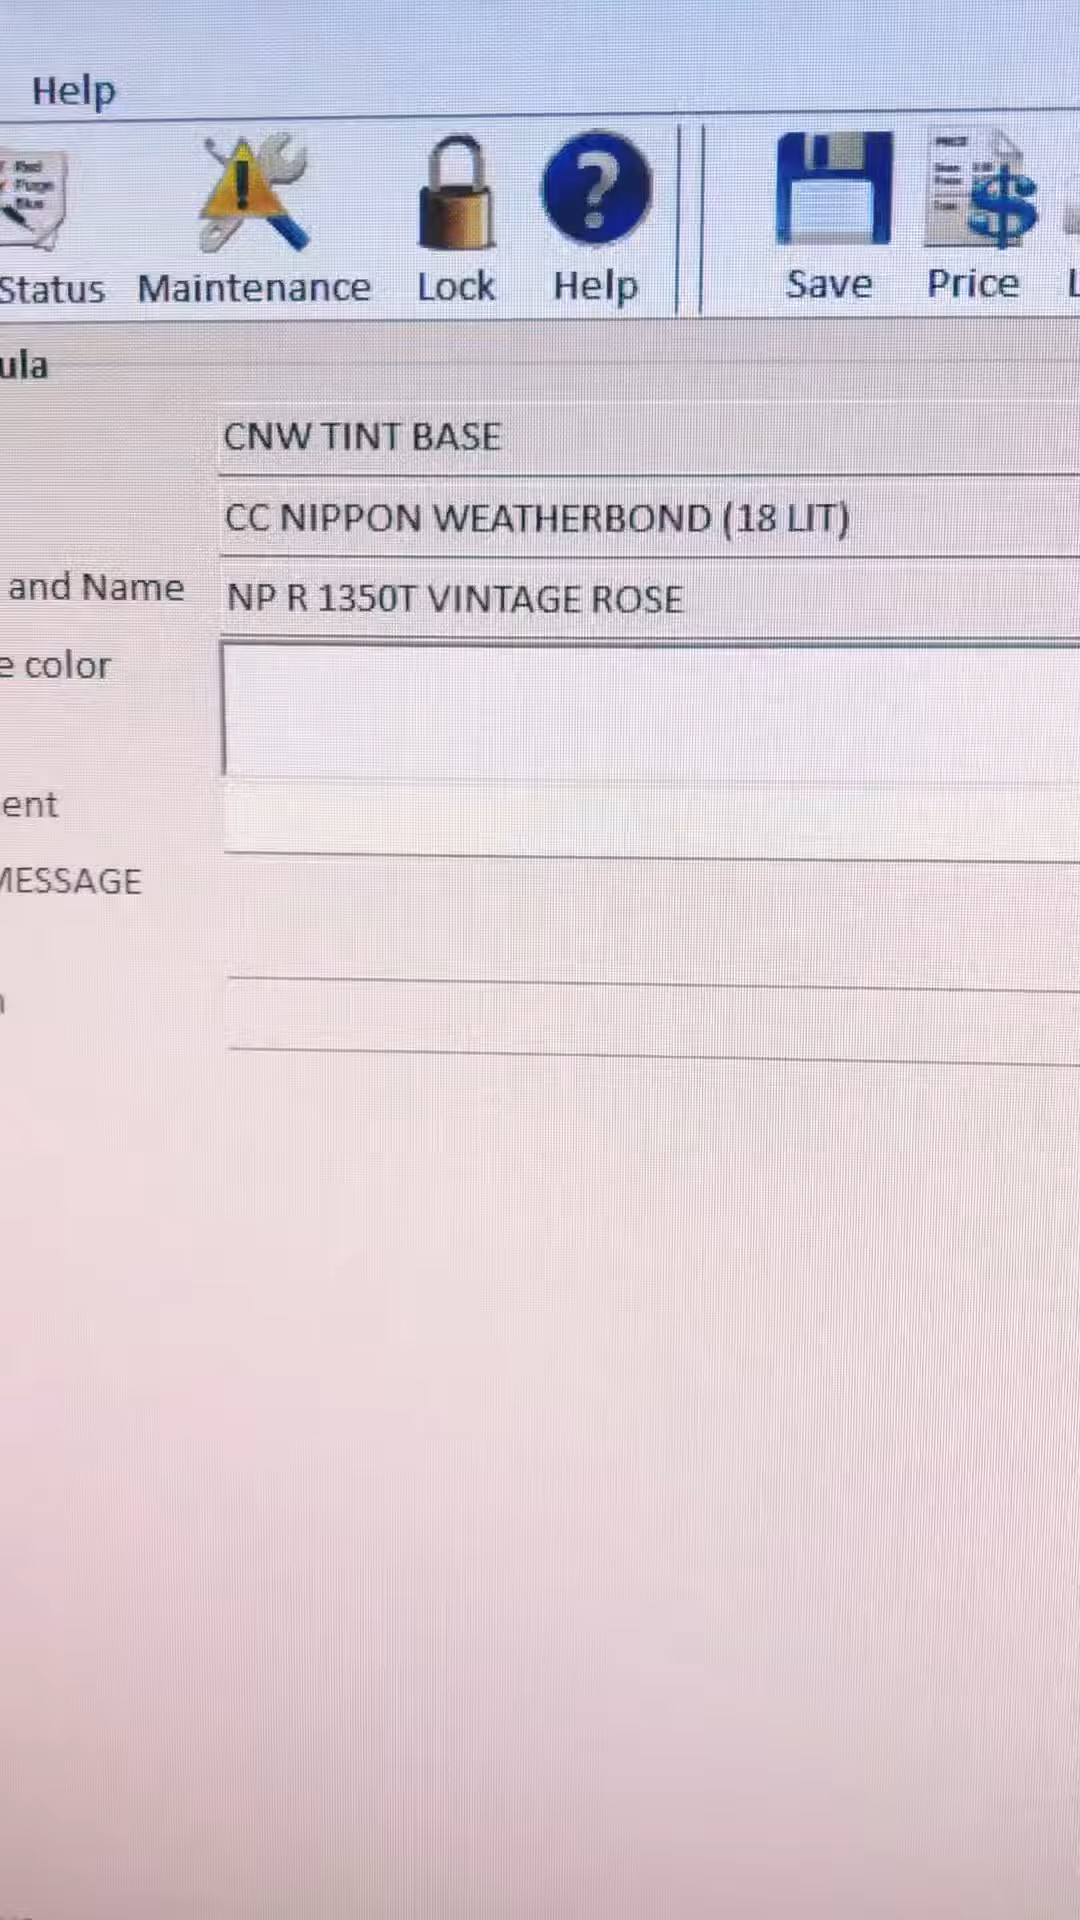 Help
Status Maintenance Lock Help Save Price L
ula
CNW TINT BASE
CC NIPPON WEATHERBOND (18 LIT)
and Name NP R 1350T VINTAGE ROSE
e color
ent
MESSAGE